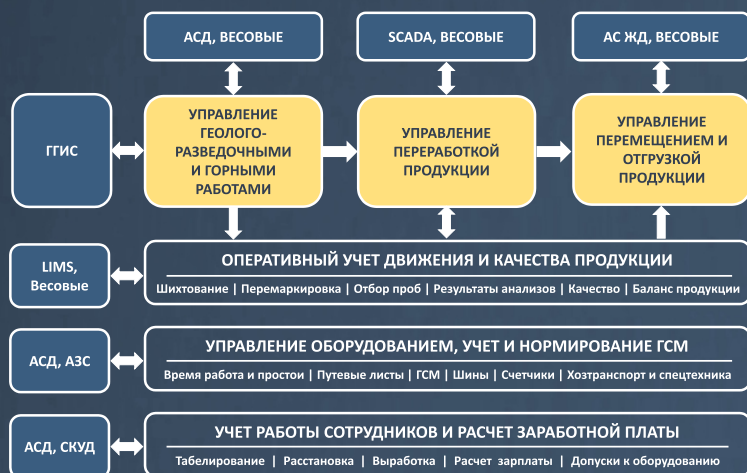 АСД, ВЕСОВЫЕ
SCADA, ВЕСОВЫЕ
АС ЖД, ВЕСОВЫЕ
ГГИС
УПРАВЛЕНИЕ
ГЕОЛОГО-
РАЗВЕДОЧНЫМИ
И ГОРНЫМИ
РАБОТАМИ
УПРАВЛЕНИЕ
ПЕРЕРАБОТКОЙ
ПРОДУКЦИИ
УПРАВЛЕНИЕ
ПЕРЕМЕЩЕНИЕМ И
ОТГРУЗКОЙ
ПРОДУКЦИИ
LIMS,
Весовые
ОПЕРАТИВНЫЙ УЧЕТ ДВИЖЕНИЯ И КАЧЕСТВА ПРОДУКЦИИ
Шихтование | Перемаркировка | Отбор проб | Результаты анализов | Качество | Баланс продукции
АСД, АЗС
УПРАВЛЕНИЕ ОБОРУДОВАНИЕМ, УЧЕТ И НОРМИРОВАНИЕ ГСМ
Время работа и простои | Путевые листы | ГСМ | Шины | Счетчики | Хозтранспорт и спецтехника
АСД, СКУД
УЧЕТ РАБОТЫ СОТРУДНИКОВ И РАСЧЕТ ЗАРАБОТНОЙ ПЛАТЫ
Табелирование | Расстановка | Выработка | Расчет зарплаты | Допуски к оборудованию